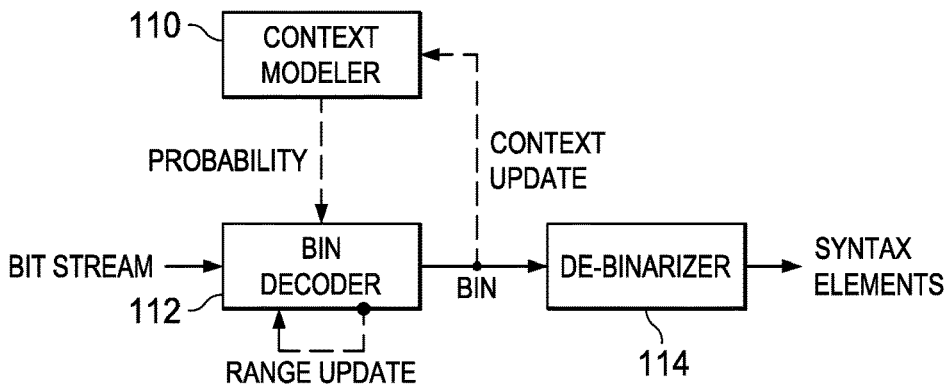 110
CONTEXT
MODELER
PROBABILITY
CONTEXT
UPDATE
BIT STREAM
BIN
DECODER
112
BIN
DE-BINARIZER
114
SYNTAX
ELEMENTS
RANGE UPDATE